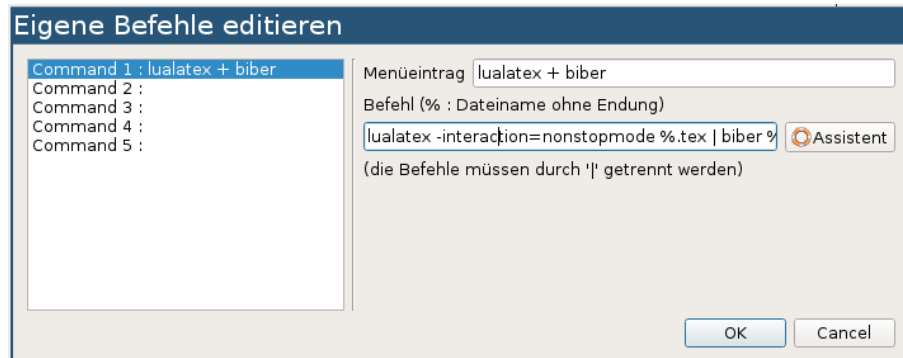 Eigene Befehle editieren
Command 1 : lualatex + biber
Command 2 :
Command 3 :
Command 4 :
Command 5 :
Menüeintrag lualatex + biber
Befehl (% : Dateiname ohne Endung)
lualatex -interaction=nonstopmode %.tex | biber %
Assistent
(die Befehle müssen durch '|' getrennt werden)
OK
Cancel